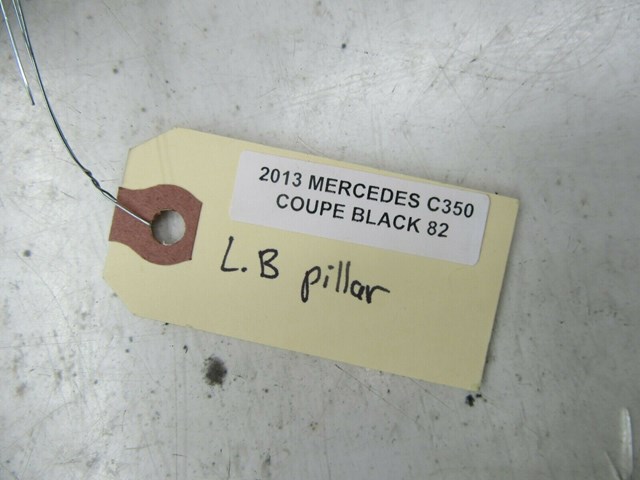 2013 MERCEDES C350
COUPE BLACK 82
L.B pillar